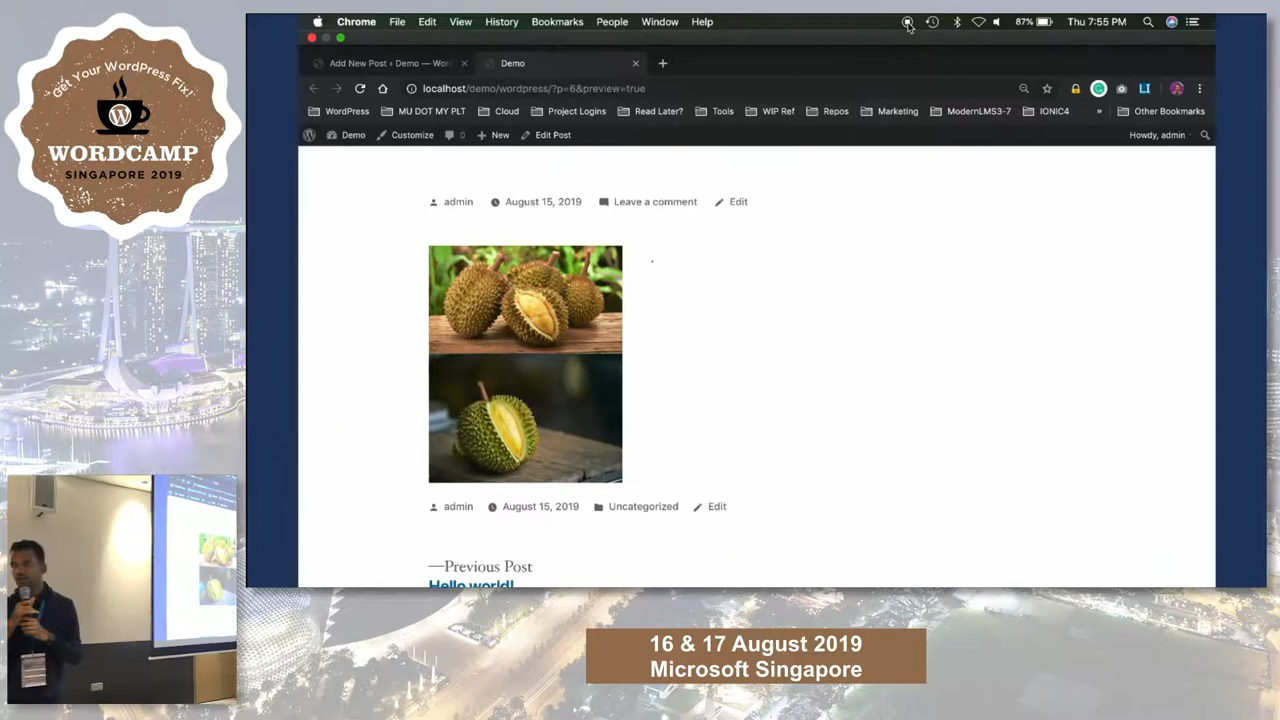 Get Your WordPress Fix!
WORDCAMP
SINGAPORE 2019
Chrome File Edit View History Bookmarks People Window Help 87% Thu 7:55 PM
Add New Post ‹ Demo — Wor Demo
localhost/demo/wordpress/?p=6&preview=true
WordPress MU DOT MY PLT Cloud Project Logins Read Later? Tools WIP Ref Repos Marketing ModernLMS3-7 IONIC4 » Other Bookmarks
Demo Customize 0 New Edit Post Howdy, admin
admin August 15, 2019 Leave a comment Edit
admin August 15, 2019 Uncategorized Edit
—Previous Post
Hello world!
16 & 17 August 2019
Microsoft Singapore